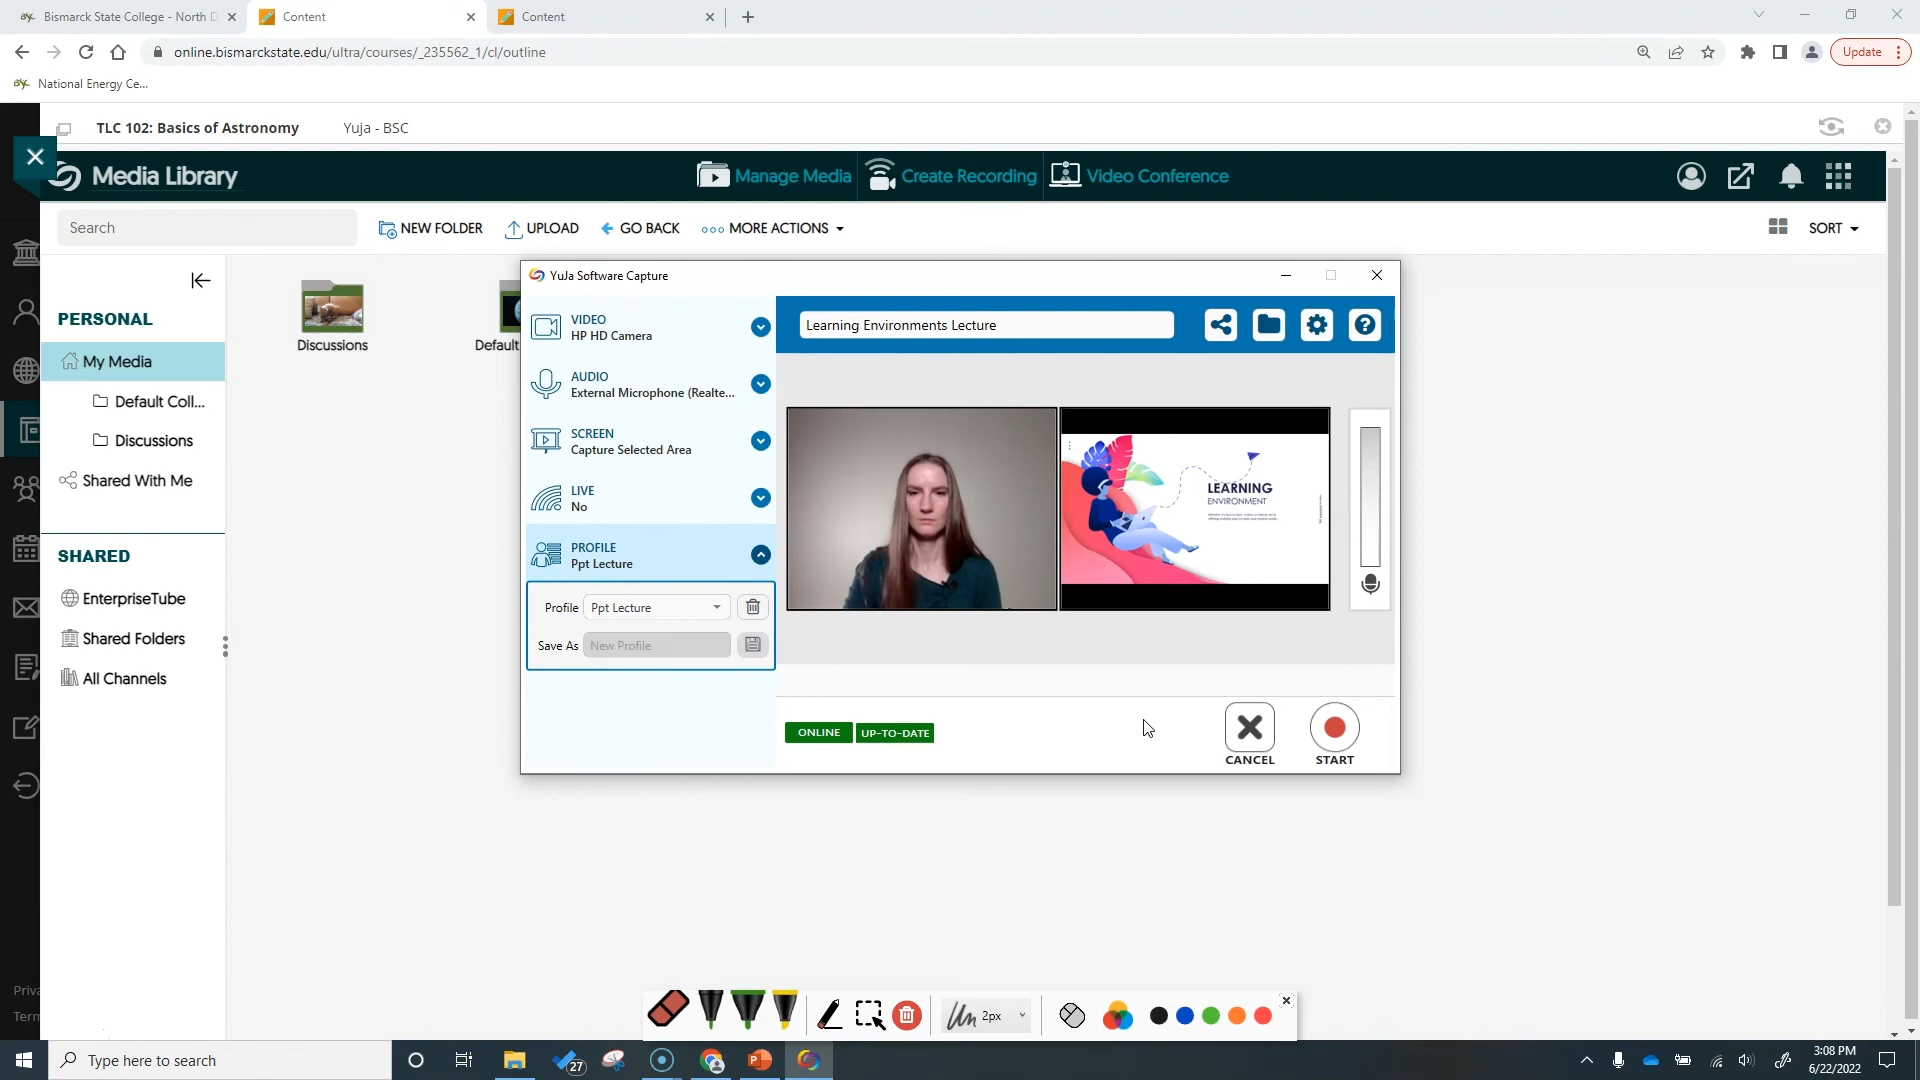 Bismarck State College - North D
Content
Content
online.bismarckstate.edu/ultra/courses/_235562_1/cl/outline
Update
National Energy Ce...
TLC 102: Basics of Astronomy
Yuja - BSC
Media Library
Manage Media
Create Recording
Video Conference
Search
NEW FOLDER
UPLOAD
GO BACK
MORE ACTIONS
SORT
PERSONAL
My Media
Default Coll...
Discussions
Shared With Me
SHARED
EnterpriseTube
Shared Folders
All Channels
Discussions
Default
YuJa Software Capture
VIDEO
HP HD Camera
AUDIO
External Microphone (Realte...
SCREEN
Capture Selected Area
LIVE
No
PROFILE
Ppt Lecture
Profile
Ppt Lecture
Save As
New Profile
Learning Environments Lecture
LEARNING
ENVIRONMENT
ONLINE
UP-TO-DATE
CANCEL
START
Priva
Term
2px
Type here to search
27
3:08 PM
6/22/2022